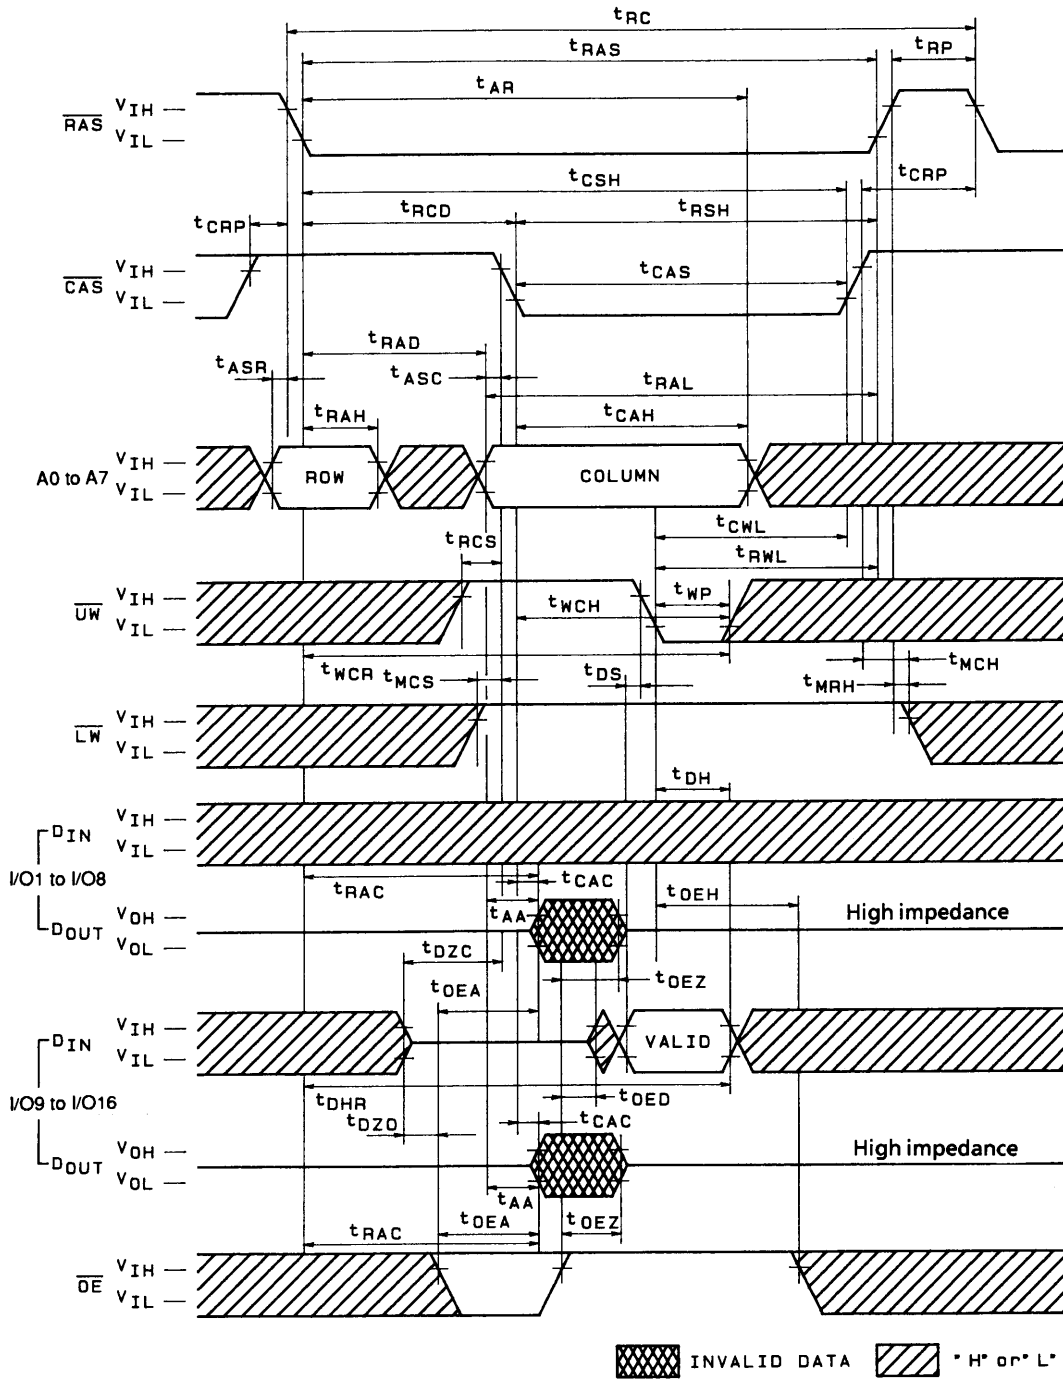 tRC
tRAS
tRP
tAR
RAS
VIH
VIL
tCSH
tCRP
tRCD
tRSH
tCRP
CAS
VIH
VIL
tCAS
tRAD
tASR
tASC
tRAL
tRAH
tCAH
A0 to A7
VIH
VIL
ROW
COLUMN
tCWL
tRCS
tRWL
UW
VIH
VIL
tWP
tWCH
tWCR
tMCS
tDS
tMCH
tMRH
LW
VIH
VIL
tDH
DIN
VIH
VIL
I/O1 to I/O8
tRAC
tCAC
tOEH
tAA
DOUT
VOH
VOL
High impedance
tDZC
tOEZ
tOEA
DIN
VIH
VIL
VALID
I/O9 to I/O16
tDHR
tOED
tDZO
tCAC
DOUT
VOH
VOL
High impedance
tAA
tRAC
tOEA
tOEZ
OE
VIH
VIL
INVALID DATA
"H" or "L"